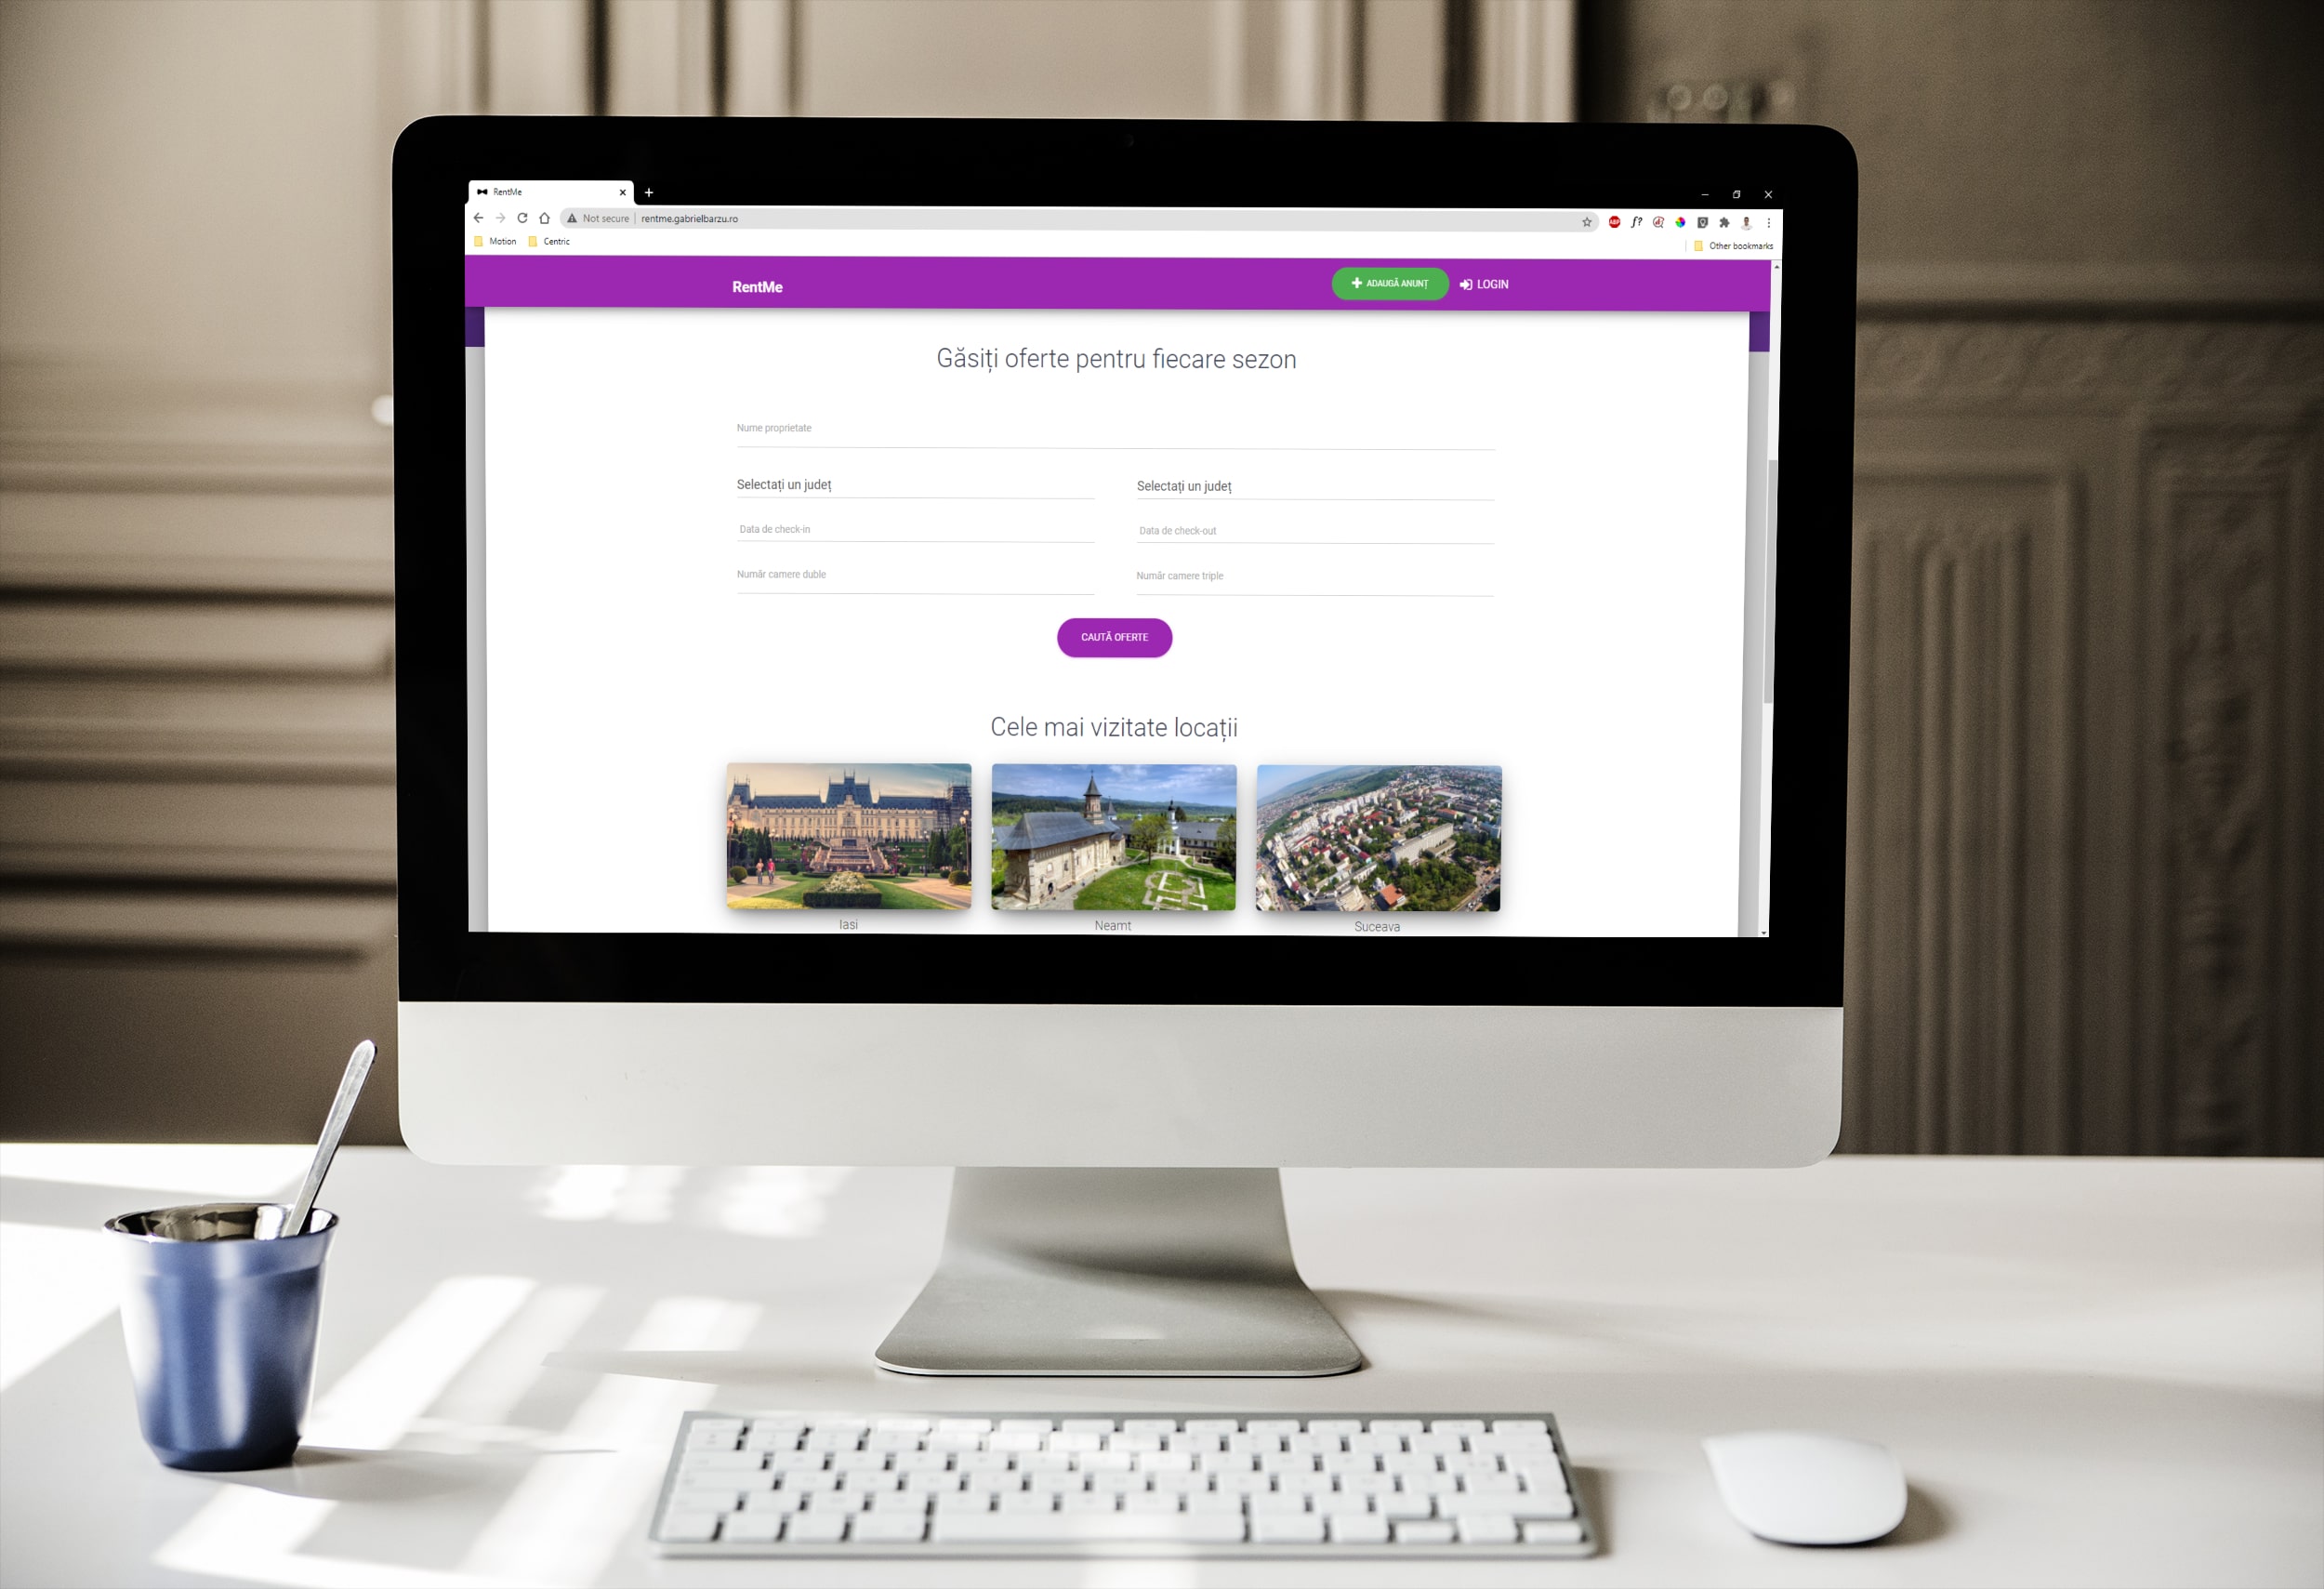 RentMe
Not secure | rentme.gabrielbarzu.ro
ABP f?
Motion Centric Other bookmarks
RentMe ADAUGĂ ANUNȚ LOGIN
Găsiți oferte pentru fiecare sezon
Nume proprietate
Selectați un județ Selectați un județ
Data de check-in Data de check-out
Număr camere duble Număr camere triple
CAUTĂ OFERTE
Cele mai vizitate locații
Iasi Neamt Suceava